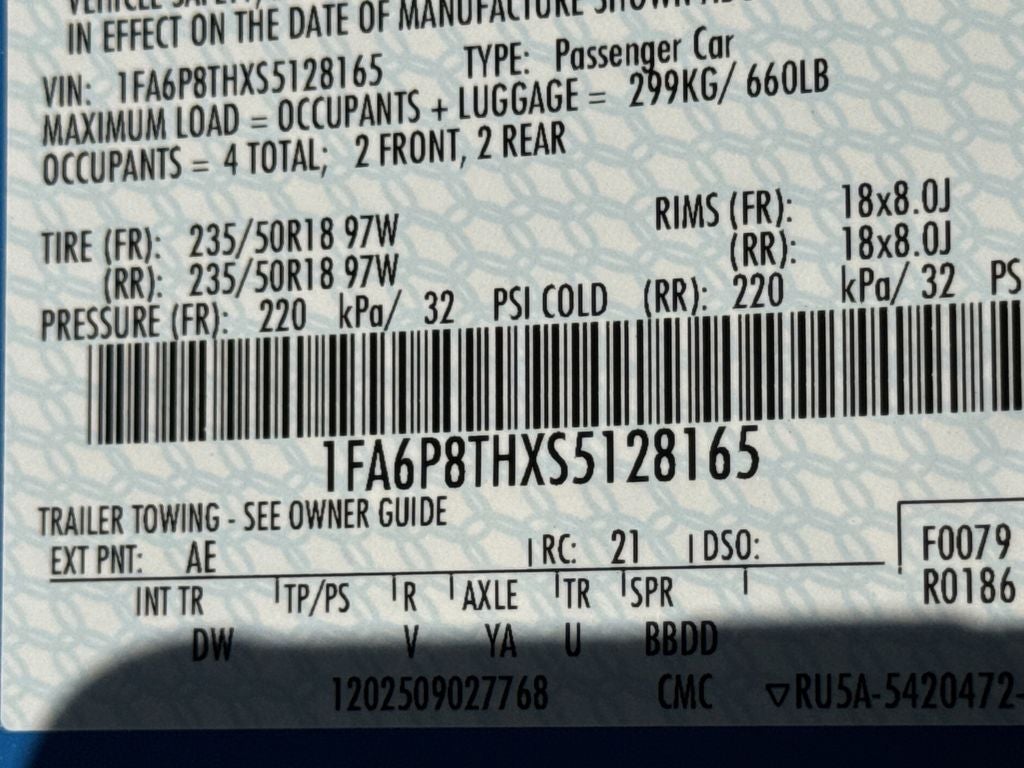 IN EFFECT ON THE DATE OF MANUFACTURE SHOWN
VIN: 1FA6P8THXS5128165 TYPE: Passenger Car
MAXIMUM LOAD = OCCUPANTS + LUGGAGE = 299KG/ 660LB
OCCUPANTS = 4 TOTAL; 2 FRONT, 2 REAR
TIRE (FR): 235/50R18 97W RIMS (FR): 18x8.0J
(RR): 235/50R18 97W (RR): 18x8.0J
PRESSURE (FR): 220 kPa/ 32 PSI COLD (RR): 220 kPa/ 32 PS
1FA6P8THXS5128165
TRAILER TOWING - SEE OWNER GUIDE
EXT PNT: AE RC: 21 DSO: F0079
INT TR TP/PS R AXLE TR SPR R0186
DW V YA U BBDD
1202509027768 CMC ▽RU5A-5420472-